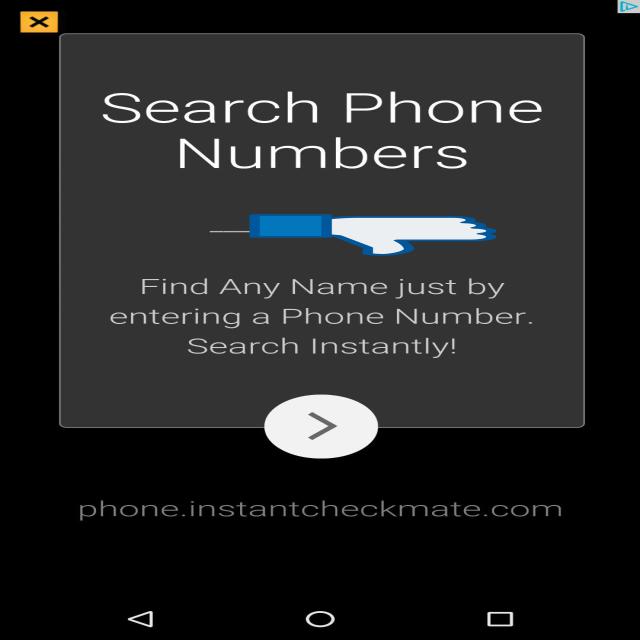 Search Phone
Numbers
Find Any Name just by
entering a Phone Number.
Search Instantly!
phone.instantcheckmate.com